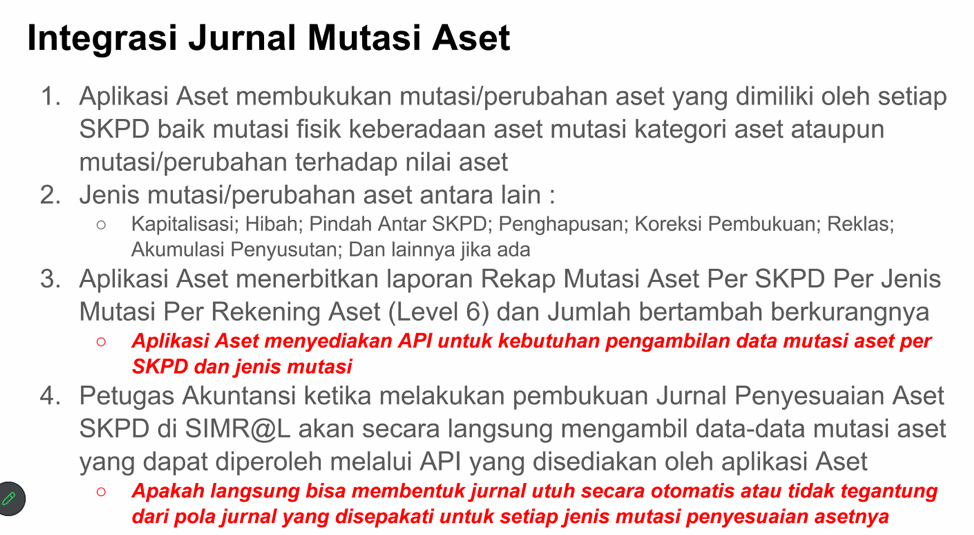 Integrasi Jurnal Mutasi Aset
1. Aplikasi Aset membukukan mutasi/perubahan aset yang dimiliki oleh setiap
SKPD baik mutasi fisik keberadaan aset mutasi kategori aset ataupun
mutasi/perubahan terhadap nilai aset
2. Jenis mutasi/perubahan aset antara lain :
○ Kapitalisasi; Hibah; Pindah Antar SKPD; Penghapusan; Koreksi Pembukuan; Reklas;
Akumulasi Penyusutan; Dan lainnya jika ada
3. Aplikasi Aset menerbitkan laporan Rekap Mutasi Aset Per SKPD Per Jenis
Mutasi Per Rekening Aset (Level 6) dan Jumlah bertambah berkurangnya
○ Aplikasi Aset menyediakan API untuk kebutuhan pengambilan data mutasi aset per
SKPD dan jenis mutasi
4. Petugas Akuntansi ketika melakukan pembukuan Jurnal Penyesuaian Aset
SKPD di SIMR@L akan secara langsung mengambil data-data mutasi aset
yang dapat diperoleh melalui API yang disediakan oleh aplikasi Aset
○ Apakah langsung bisa membentuk jurnal utuh secara otomatis atau tidak tegantung
dari pola jurnal yang disepakati untuk setiap jenis mutasi penyesuaian asetnya